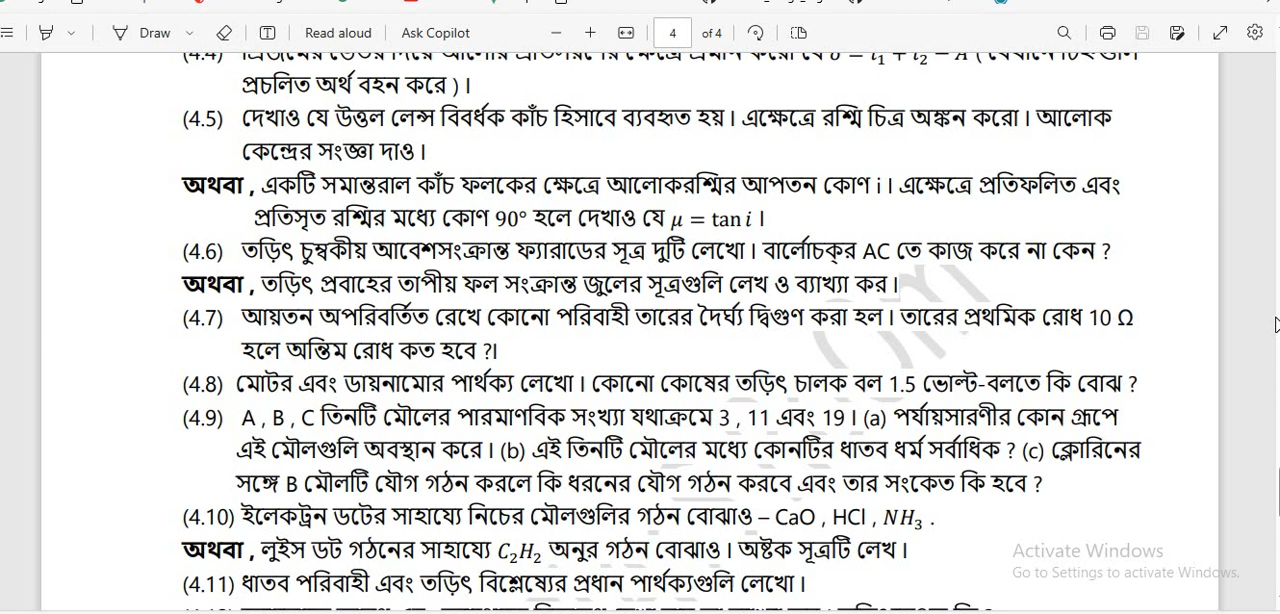 Draw
Read aloud
Ask Copilot
4
of 4
(4.4)
প্রচলিত অর্থ বহন করে ) ।
(4.5) দেখাও যে উত্তল লেন্স বিবর্ধক কাঁচ হিসাবে ব্যবহৃত হয়। এক্ষেত্রে রশ্মি চিত্র অঙ্কন করো। আলোক
কেন্দ্রের সংজ্ঞা দাও।
অথবা , একটি সমান্তরাল কাঁচ ফলকের ক্ষেত্রে আলোকরশ্মির আপতন কোণ i । এক্ষেত্রে প্রতিফলিত এবং
প্রতিসৃত রশ্মির মধ্যে কোণ 90° হলে দেখাও যে μ = tan i ।
(4.6) তড়িৎ চুম্বকীয় আবেশসংক্রান্ত ফ্যারাডের সূত্র দুটি লেখো। বার্লোচক্র AC তে কাজ করে না কেন ?
অথবা , তড়িৎ প্রবাহের তাপীয় ফল সংক্রান্ত জুলের সূত্রগুলি লেখ ও ব্যাখ্যা কর।
(4.7) আয়তন অপরিবর্তিত রেখে কোনো পরিবাহী তারের দৈর্ঘ্য দ্বিগুণ করা হল। তারের প্রথমিক রোধ 10 Ω
হলে অন্তিম রোধ কত হবে ?।
(4.8) মোটর এবং ডায়নামোর পার্থক্য লেখো। কোনো কোষের তড়িৎ চালক বল 1.5 ভোল্ট-বলতে কি বোঝ ?
(4.9) A , B , C তিনটি মৌলের পারমাণবিক সংখ্যা যথাক্রমে 3 , 11 এবং 19 । (a) পর্যায়সারণীর কোন গ্রূপে
এই মৌলগুলি অবস্থান করে। (b) এই তিনটি মৌলের মধ্যে কোনটির ধাতব ধর্ম সর্বাধিক ? (c) ক্লোরিনের
সঙ্গে B মৌলটি যৌগ গঠন করলে কি ধরনের যৌগ গঠন করবে এবং তার সংকেত কি হবে ?
(4.10) ইলেকট্রন ডটের সাহায্যে নিচের মৌলগুলির গঠন বোঝাও – CaO , HCl , NH₃ .
অথবা , লুইস ডট গঠনের সাহায্যে C₂H₂ অনুর গঠন বোঝাও। অষ্টক সূত্রটি লেখ।
(4.11) ধাতব পরিবাহী এবং তড়িৎ বিশ্লেষ্যের প্রধান পার্থক্যগুলি লেখো।
Activate Windows
Go to Settings to activate Windows.